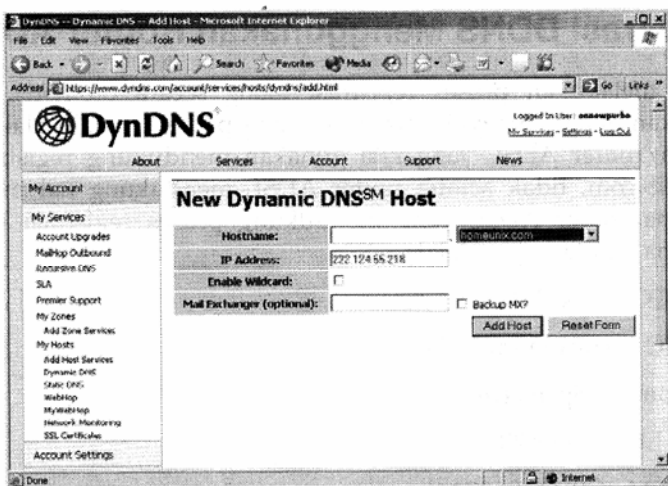 DynDNS -- Dynamic DNS -- Add Host - Microsoft Internet Explorer
File Edit View Favorites Tools Help
Back Search Favorites Media
Address https://www.dyndns.com/account/services/hosts/dyndns/add.html Go Links »
DynDNS
Logged In User: onnowpurbo
My Services - Settings - Log Out
About Services Account Support News
My Account
My Services
Account Upgrades
MailHop Outbound
Recursive DNS
SLA
Premier Support
My Zones
Add Zone Services
My Hosts
Add Host Services
Dynamic DNS
Static DNS
WebHop
MyWebHop
Network Monitoring
SSL Certificates
Account Settings
New Dynamic DNS℠ Host
Hostname: . homeunix.com
IP Address: 222.124.55.218
Enable Wildcard:
Mail Exchanger (optional): Backup MX?
Add Host Reset Form
Done Internet